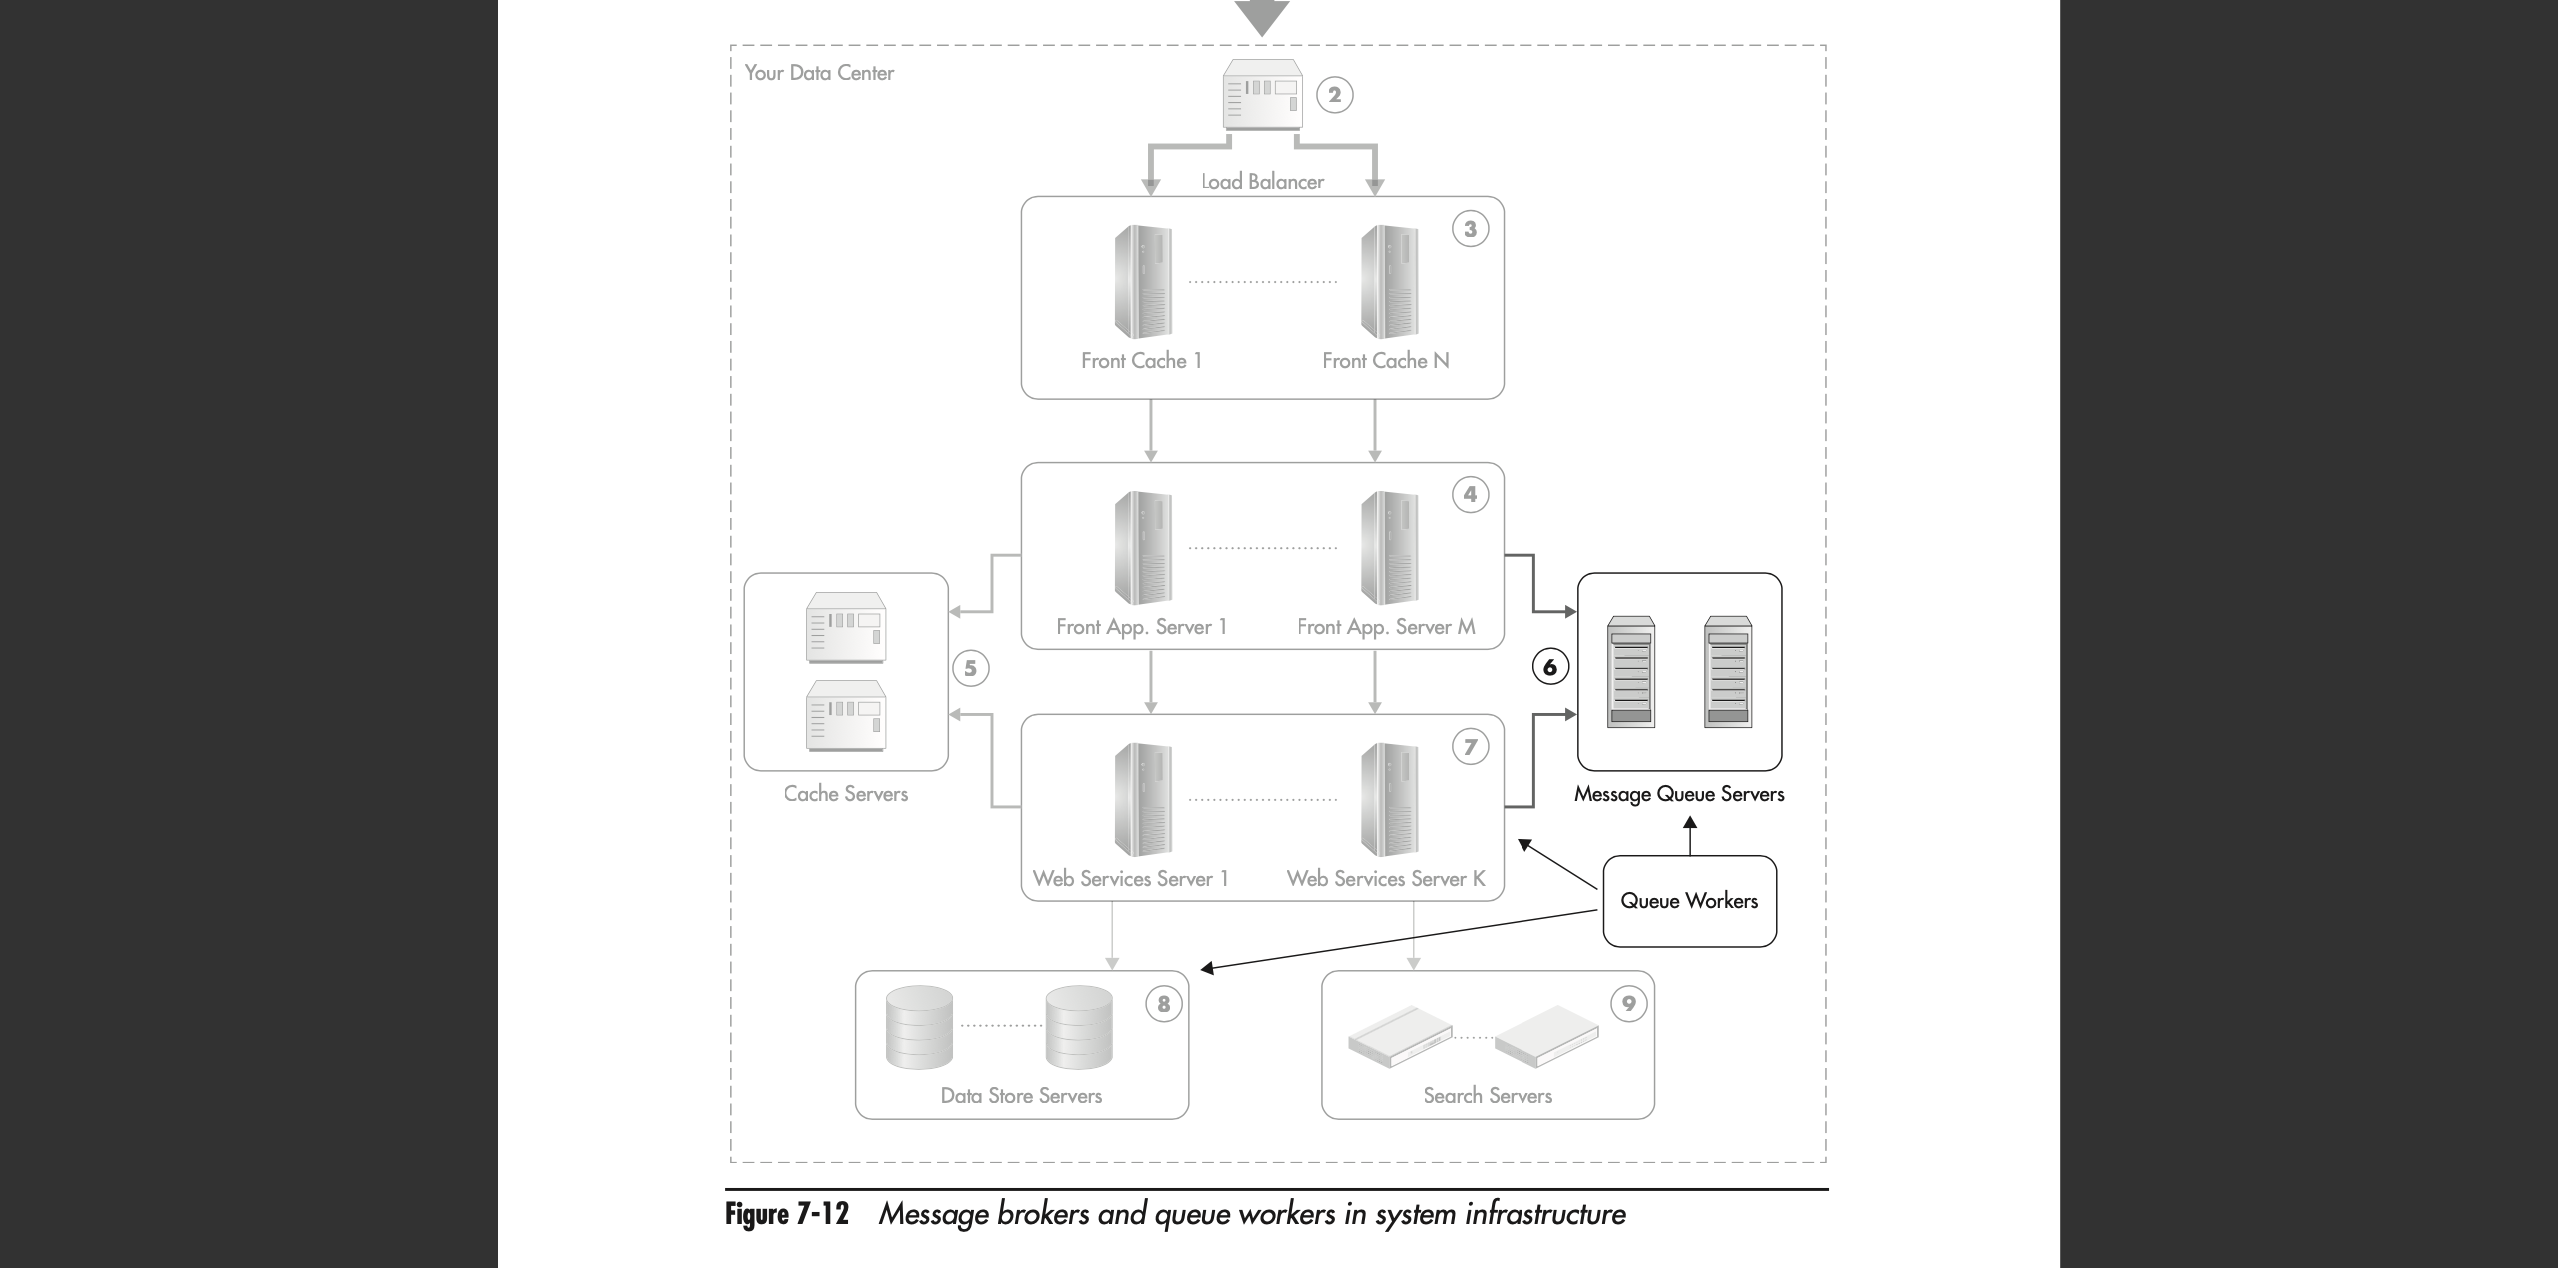 Your Data Center
2
Load Balancer
3
Front Cache 1
Front Cache N
4
Front App. Server 1
Front App. Server M
5
6
Cache Servers
Message Queue Servers
7
Web Services Server 1
Web Services Server K
Queue Workers
8
9
Data Store Servers
Search Servers
Figure 7-12 Message brokers and queue workers in system infrastructure